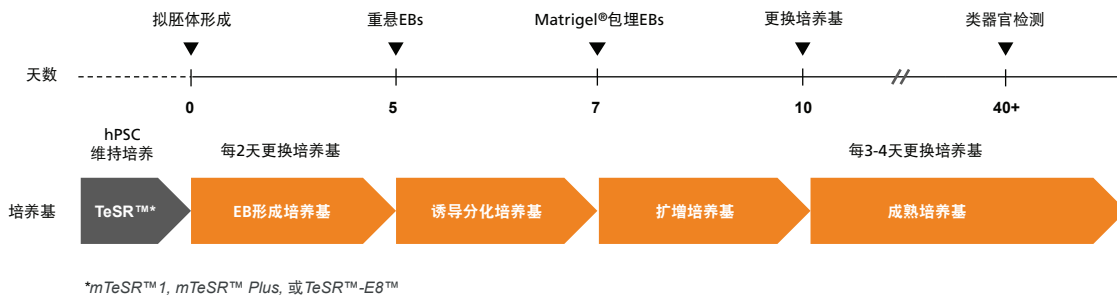 拟胚体形成 重悬EBs Matrigel®包埋EBs 更换培养基 类器官检测
天数
0 5 7 10 40+
hPSC
维持培养 每2天更换培养基 每3-4天更换培养基
培养基 TeSR™* EB形成培养基 诱导分化培养基 扩增培养基 成熟培养基
*mTeSR™1, mTeSR™ Plus, 或TeSR™-E8™